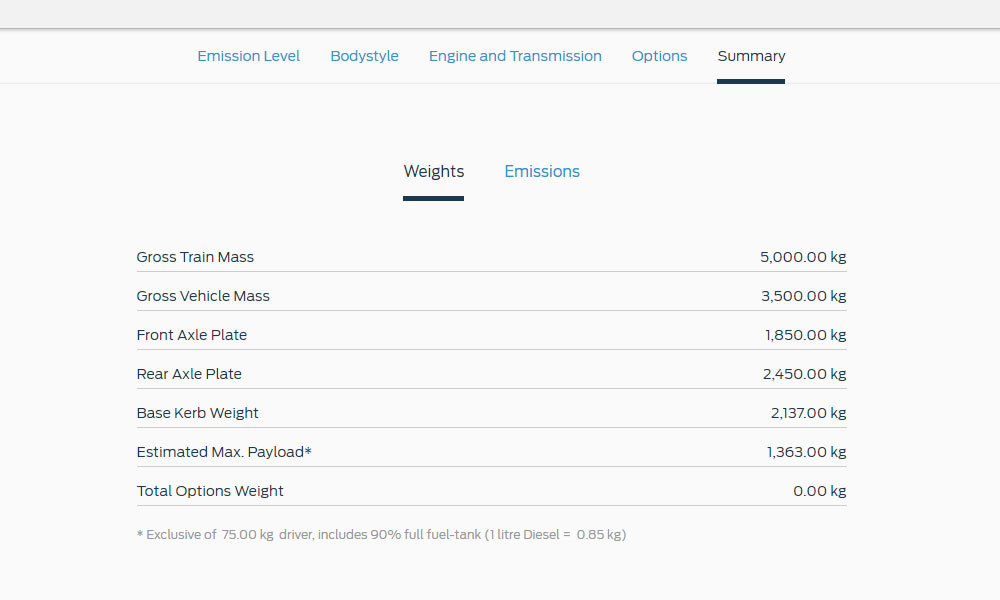 Emission Level Bodystyle Engine and Transmission Options Summary
Weights Emissions
Gross Train Mass 5,000.00 kg
Gross Vehicle Mass 3,500.00 kg
Front Axle Plate 1,850.00 kg
Rear Axle Plate 2,450.00 kg
Base Kerb Weight 2,137.00 kg
Estimated Max. Payload* 1,363.00 kg
Total Options Weight 0.00 kg
* Exclusive of 75.00 kg driver, includes 90% full fuel-tank (1 litre Diesel = 0.85 kg)